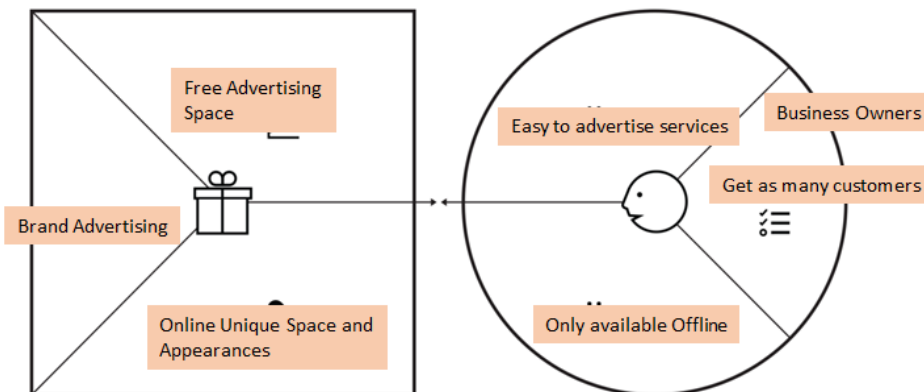 Free Advertising
Space
Easy to advertise services
Business Owners
Get as many customers
Brand Advertising
Online Unique Space and
Appearances
Only available Offline